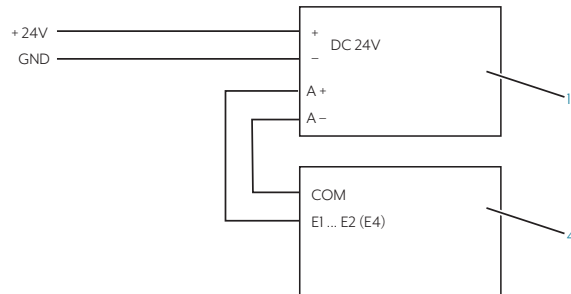 + 24V
GND
+
DC 24V
–
A +
A –
1
COM
E1 ... E2 (E4)
4